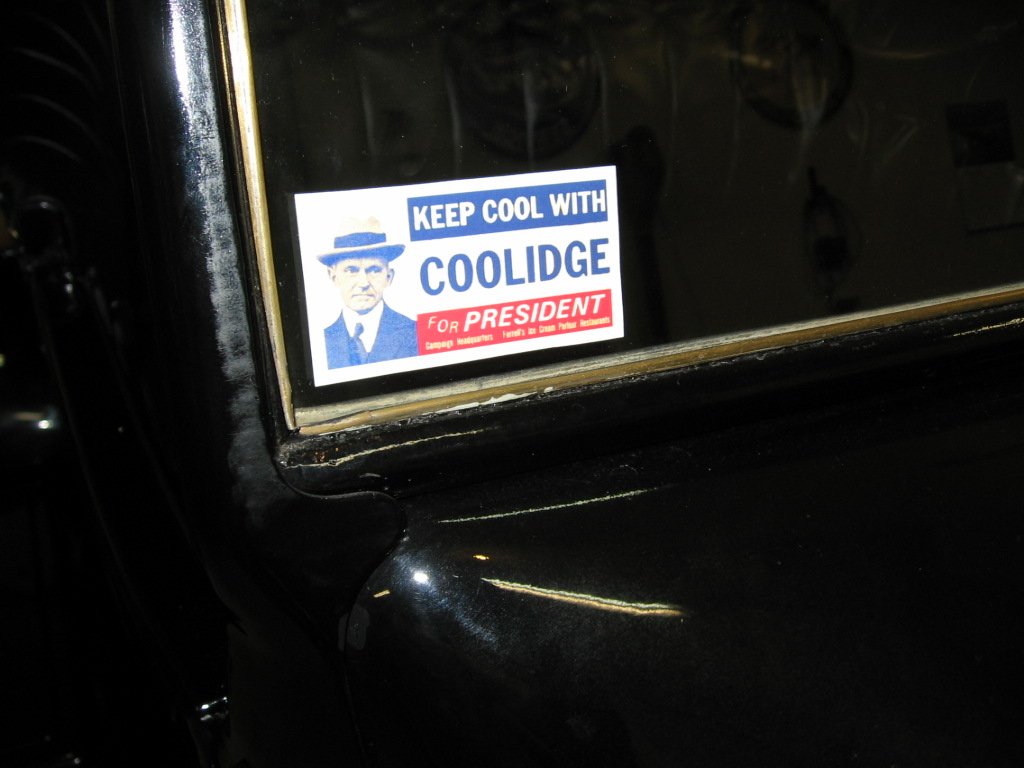 KEEP COOL WITH
COOLIDGE
FOR PRESIDENT
Campaign Headquarters Farrell's Ice Cream Parlour Restaurants